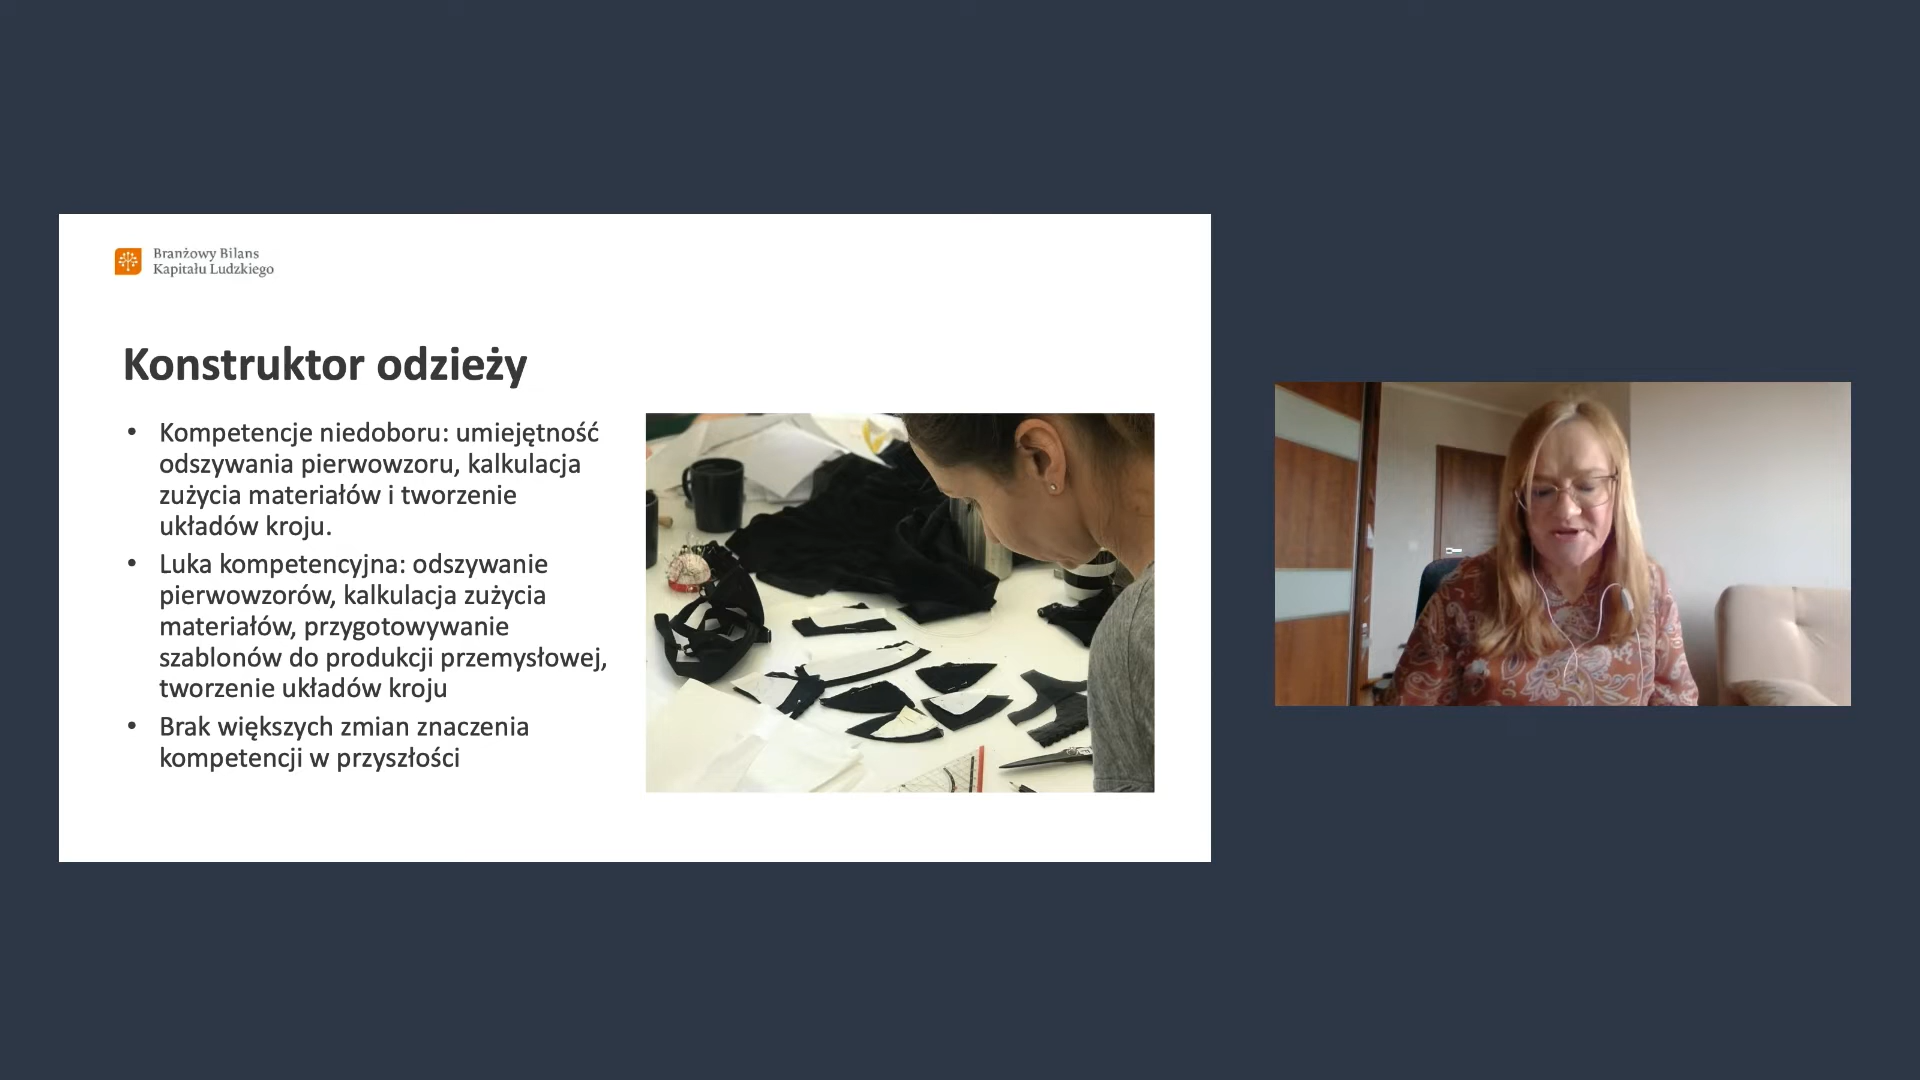 Branżowy Bilans
Kapitału Ludzkiego
Konstruktor odzieży
• Kompetencje niedoboru: umiejętność
odszywania pierwowzoru, kalkulacja
zużycia materiałów i tworzenie
układów kroju.
• Luka kompetencyjna: odszywanie
pierwowzorów, kalkulacja zużycia
materiałów, przygotowywanie
szablonów do produkcji przemysłowej,
tworzenie układów kroju
• Brak większych zmian znaczenia
kompetencji w przyszłości